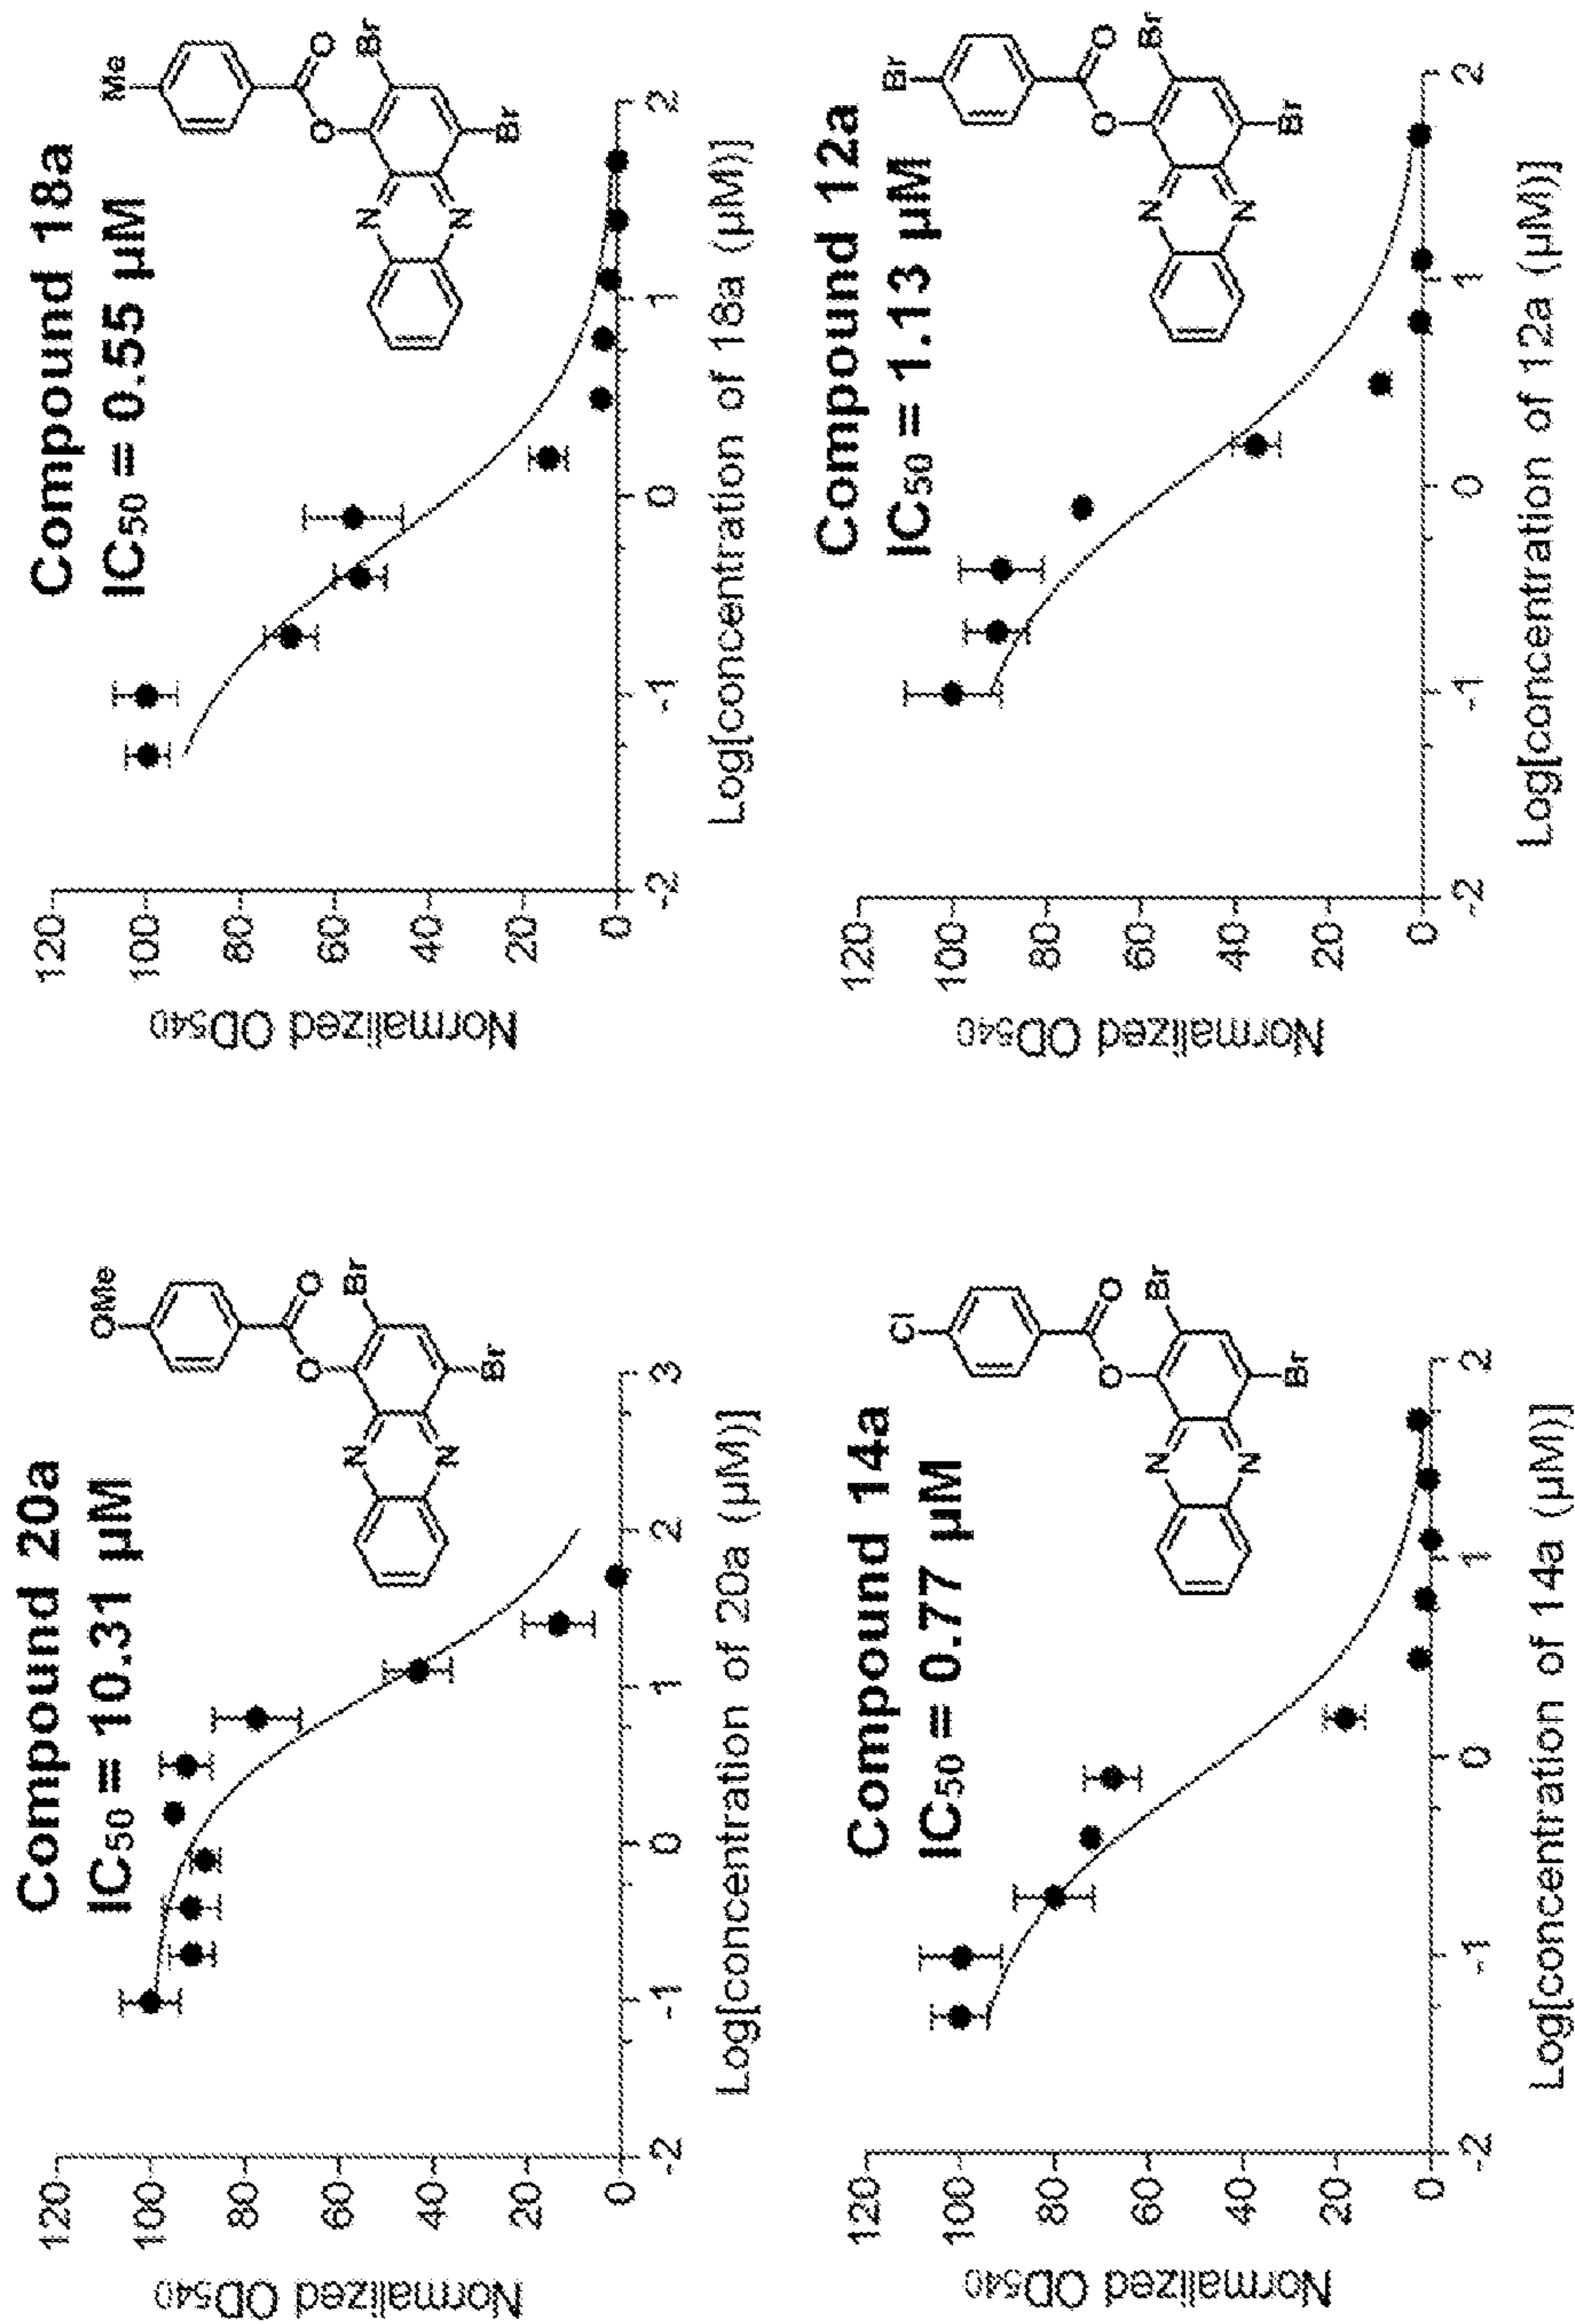 Compound 20a
IC50 = 10.31 μM
OMe
O
O
Br
N
N
Br
120
100
80
60
40
20
0
-2
-1
0
1
2
3
Normalized OD540
Log[concentration of 20a (μM)]
Compound 18a
IC50 = 0.55 μM
Me
O
O
Br
N
N
Br
120
100
80
60
40
20
0
-2
-1
0
1
2
Normalized OD540
Log[concentration of 18a (μM)]
Compound 14a
IC50 = 0.77 μM
Cl
O
O
Br
N
N
Br
120
100
80
60
40
20
0
-2
-1
0
1
2
Normalized OD540
Log[concentration of 14a (μM)]
Compound 12a
IC50 = 1.13 μM
Br
O
O
Br
N
N
Br
120
100
80
60
40
20
0
-2
-1
0
1
2
Normalized OD540
Log[concentration of 12a (μM)]